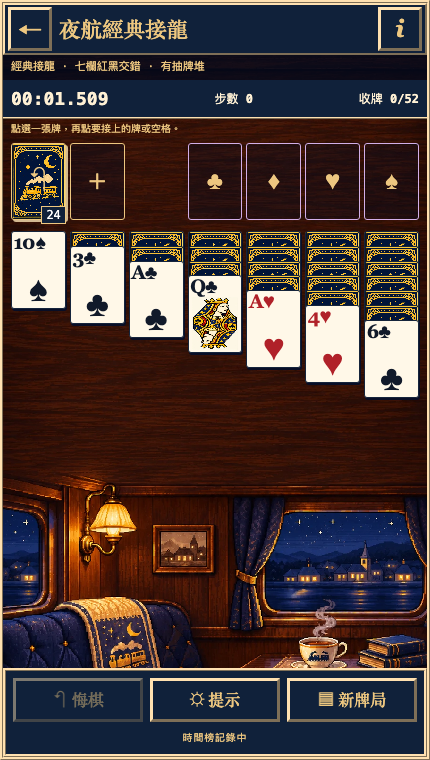 ← 夜航經典接龍 i
經典接龍 · 七欄紅黑交錯 · 有抽牌堆
00:01.509 步數 0 收牌 0/52
點選一張牌，再點要接上的牌或空格。
24 + ♣ ♦ ♥ ♠
10♠ 3♣ A♣ Q♣ A♥ 4♥ 6♣
悔棋 提示 新牌局
時間榜記錄中